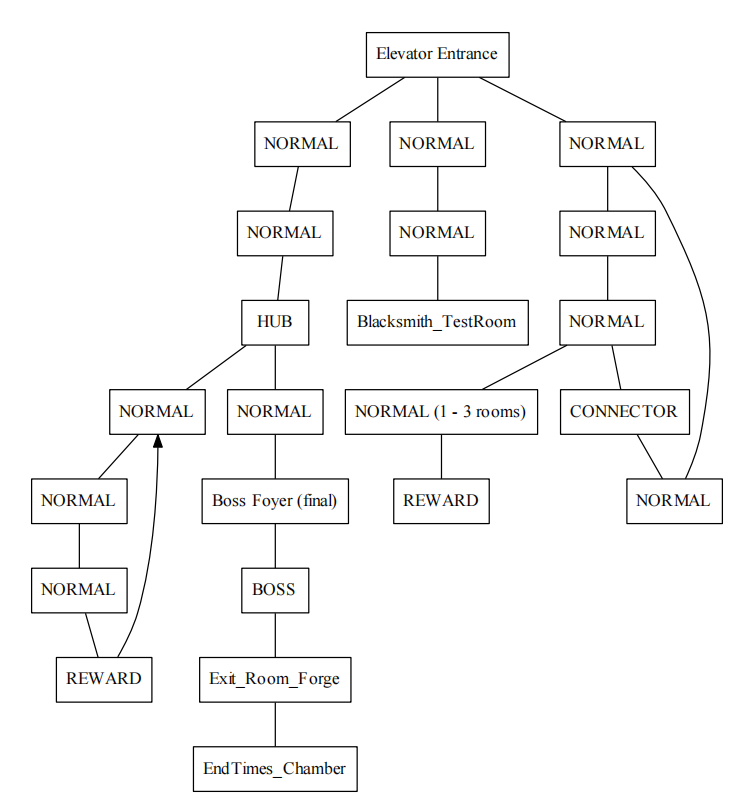 Elevator Entrance
NORMAL
NORMAL
NORMAL
NORMAL
NORMAL
NORMAL
HUB
Blacksmith_TestRoom
NORMAL
NORMAL
NORMAL
NORMAL (1 - 3 rooms)
CONNECTOR
NORMAL
Boss Foyer (final)
REWARD
NORMAL
NORMAL
BOSS
REWARD
Exit_Room_Forge
EndTimes_Chamber